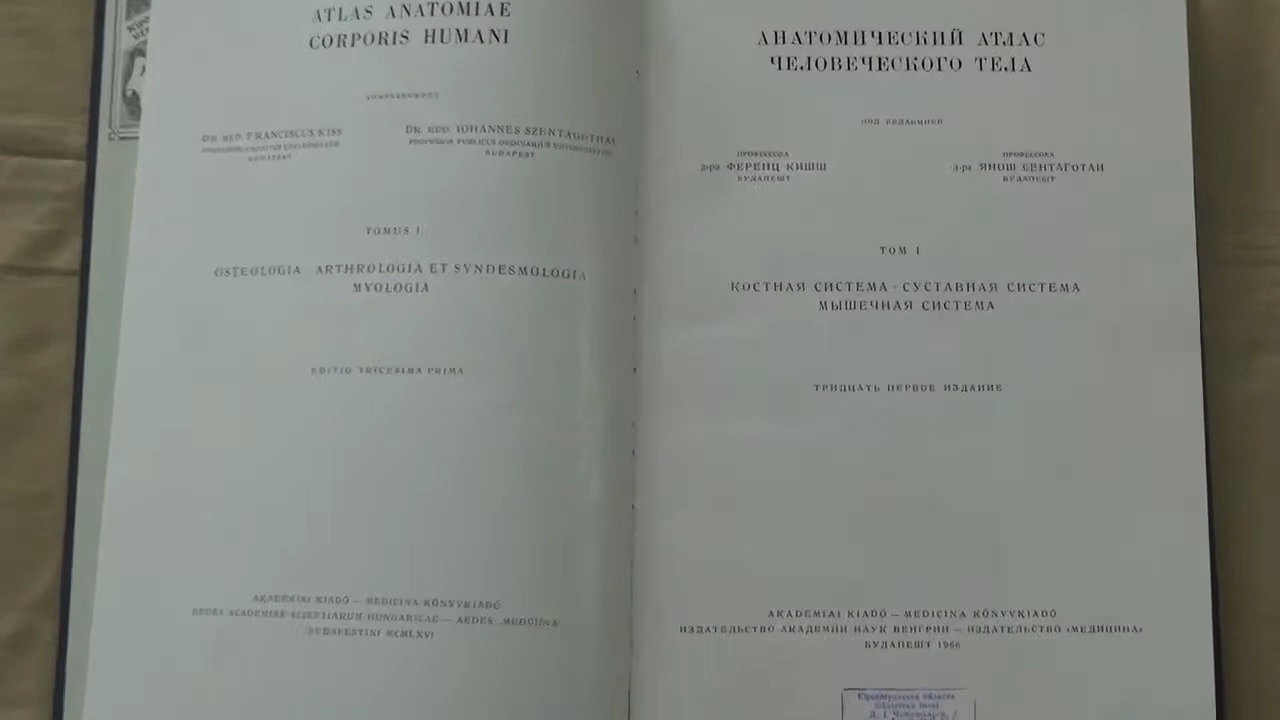 ATLAS ANATOMIAE
CORPORIS HUMANI
DR. MED. FRANCISCUS KISS
BUDAPEST
DR. MED. IOHANNES SZENTÁGOTHAI
PROFESSOR PUBLICUS ORDINARIUS
BUDAPEST
TOMUS I
OSTEOLOGIA · ARTHROLOGIA ET SYNDESMOLOGIA
MYOLOGIA
EDITIO TRICESIMA PRIMA
AKADÉMIAI KIADÓ — MEDICINA KÖNYVKIADÓ
AEDES ACADEMIAE SCIENTIARUM HUNGARICAE — AEDES „MEDICINA”
BUDAPESTINI MCMLXVI
АНАТОМИЧЕСКИЙ АТЛАС
ЧЕЛОВЕЧЕСКОГО ТЕЛА
ПОД РЕДАКЦИЕЙ
ПРОФЕССОРА
д-ра ФЕРЕНЦ КИШШ
БУДАПЕШТ
ПРОФЕССОРА
д-ра ЯНОШ СЕНТАГОТАИ
БУДАПЕШТ
ТОМ I
КОСТНАЯ СИСТЕМА · СУСТАВНАЯ СИСТЕМА
МЫШЕЧНАЯ СИСТЕМА
ТРИДЦАТЬ ПЕРВОЕ ИЗДАНИЕ
AKADÉMIAI KIADÓ — MEDICINA KÖNYVKIADÓ
ИЗДАТЕЛЬСТВО АКАДЕМИИ НАУК ВЕНГРИИ — ИЗДАТЕЛЬСТВО «МЕДИЦИНА»
БУДАПЕШТ 1966